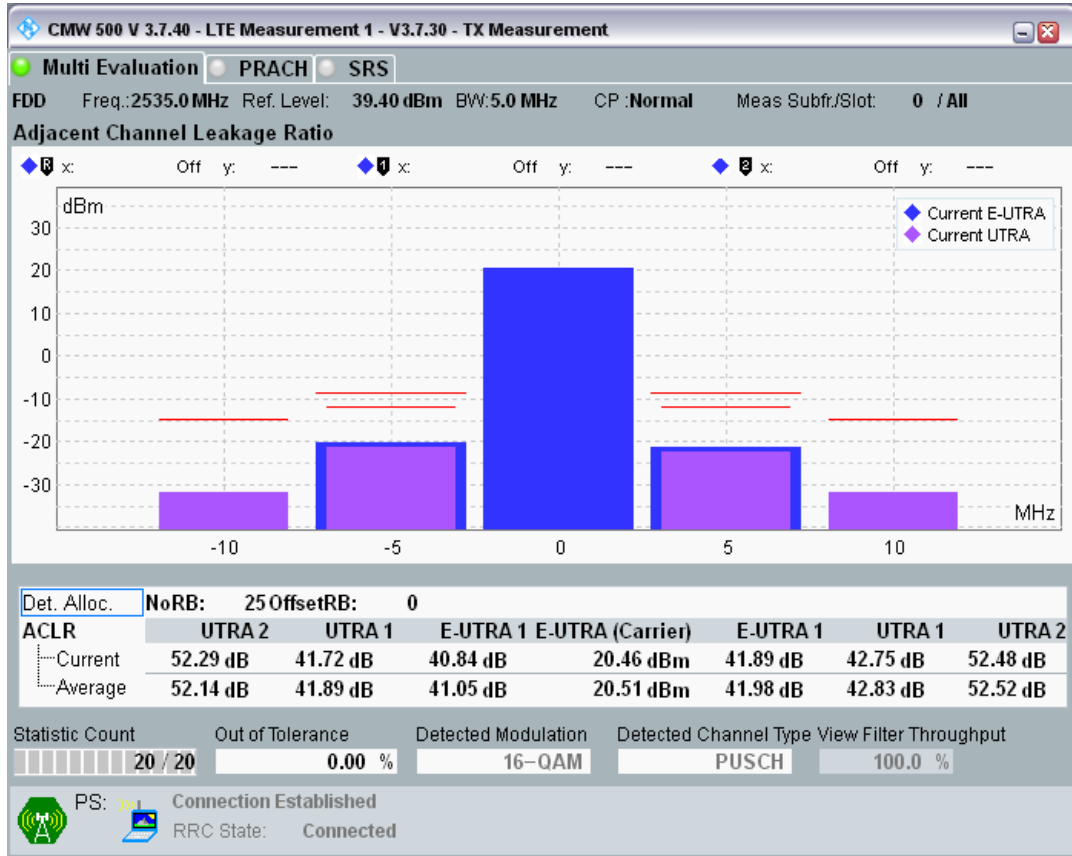 CMW 500 V 3.7.40 - LTE Measurement 1 - V3.7.30 - TX Measurement
Multi Evaluation PRACH SRS
FDD Freq.:2535.0 MHz Ref. Level: 39.40 dBm BW:5.0 MHz CP :Normal Meas Subfr./Slot: 0 / All
Adjacent Channel Leakage Ratio
R x: Off y: --- 1 x: Off y: --- 2 x: Off y: ---
dBm
Current E-UTRA
Current UTRA
30
20
10
0
-10
-20
-30
MHz
-10 -5 0 5 10
Det. Alloc. NoRB: 25 OffsetRB: 0
ACLR UTRA 2 UTRA 1 E-UTRA 1 E-UTRA (Carrier) E-UTRA 1 UTRA 1 UTRA 2
Current 52.29 dB 41.72 dB 40.84 dB 20.46 dBm 41.89 dB 42.75 dB 52.48 dB
Average 52.14 dB 41.89 dB 41.05 dB 20.51 dBm 41.98 dB 42.83 dB 52.52 dB
Statistic Count Out of Tolerance Detected Modulation Detected Channel Type View Filter Throughput
20 / 20 0.00 % 16-QAM PUSCH 100.0 %
PS: Connection Established
RRC State: Connected